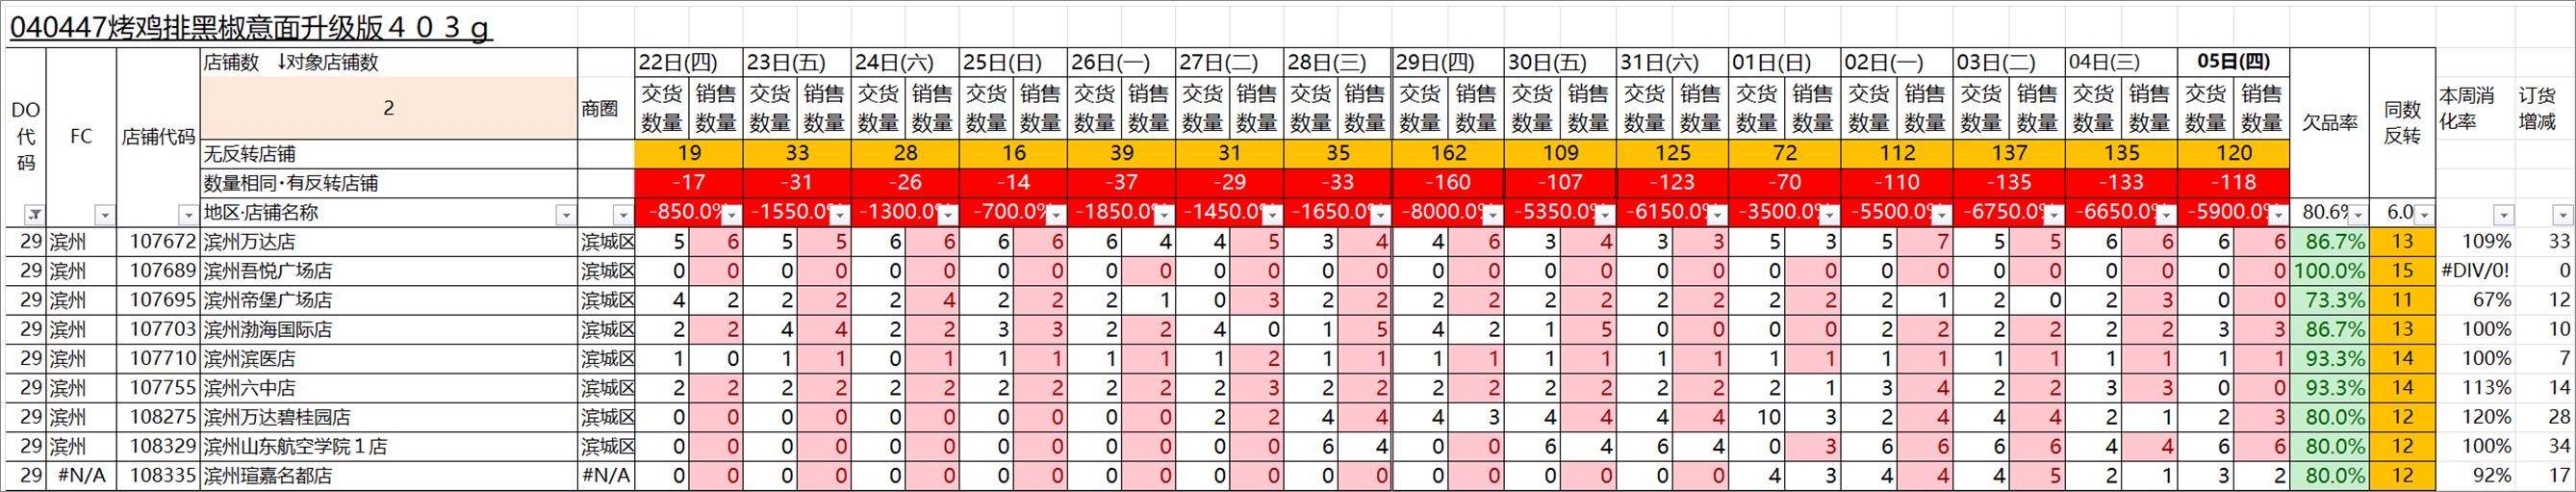 040447烤鸡排黑椒意面升级版４０３ｇ
DO代码 FC 店铺代码 店铺数 ↓对象店铺数 商圈 22日(四) 23日(五) 24日(六) 25日(日) 26日(一) 27日(二) 28日(三) 29日(四) 30日(五) 31日(六) 01日(日) 02日(一) 03日(二) 04日(三) 05日(四) 欠品率 同数反转 本周消化率 订货增减
2 交货数量 销售数量 交货数量 销售数量 交货数量 销售数量 交货数量 销售数量 交货数量 销售数量 交货数量 销售数量 交货数量 销售数量 交货数量 销售数量 交货数量 销售数量 交货数量 销售数量 交货数量 销售数量 交货数量 销售数量 交货数量 销售数量 交货数量 销售数量 交货数量 销售数量
无反转店铺 19 33 28 16 39 31 35 162 109 125 72 112 137 135 120
数量相同·有反转店铺 -17 -31 -26 -14 -37 -29 -33 -160 -107 -123 -70 -110 -135 -133 -118
地区·店铺名称 -850.0% -1550.0% -1300.0% -700.0% -1850.0% -1450.0% -1650.0% -8000.0% -5350.0% -6150.0% -3500.0% -5500.0% -6750.0% -6650.0% -5900.0% 80.6% 6.0
29 滨州 107672 滨州万达店 滨城区 5 6 5 5 6 6 6 6 6 4 4 5 3 4 4 6 3 4 3 3 5 3 5 7 5 5 6 6 6 6 86.7% 13 109% 33
29 滨州 107689 滨州吾悦广场店 滨城区 0 0 0 0 0 0 0 0 0 0 0 0 0 0 0 0 0 0 0 0 0 0 0 0 0 0 0 0 0 0 100.0% 15 #DIV/0! 0
29 滨州 107695 滨州帝堡广场店 滨城区 4 2 2 2 2 4 2 2 2 1 0 3 2 2 2 2 2 2 2 2 2 2 2 1 2 0 2 3 0 0 73.3% 11 67% 12
29 滨州 107703 滨州渤海国际店 滨城区 2 2 4 4 2 2 3 3 2 2 4 0 1 5 4 2 1 5 0 0 0 0 2 2 2 2 2 2 3 3 86.7% 13 100% 10
29 滨州 107710 滨州滨医店 滨城区 1 0 1 1 0 1 1 1 1 1 1 2 1 1 1 1 1 1 1 1 1 1 1 1 1 1 1 1 1 1 93.3% 14 100% 7
29 滨州 107755 滨州六中店 滨城区 2 2 2 2 2 2 2 2 2 2 2 3 2 2 2 2 2 2 2 2 2 1 3 4 2 2 3 3 0 0 93.3% 14 113% 14
29 滨州 108275 滨州万达碧桂园店 滨城区 0 0 0 0 0 0 0 0 0 0 2 2 4 4 4 3 4 4 4 4 10 3 2 4 4 4 2 1 2 3 80.0% 12 120% 28
29 滨州 108329 滨州山东航空学院１店 滨城区 0 0 0 0 0 0 0 0 0 0 0 0 6 4 0 0 6 4 6 4 0 3 6 6 6 6 4 4 6 6 80.0% 12 100% 34
29 #N/A 108335 滨州瑄嘉名都店 #N/A 0 0 0 0 0 0 0 0 0 0 0 0 0 0 0 0 0 0 0 0 4 3 4 4 4 5 2 1 3 2 80.0% 12 92% 17